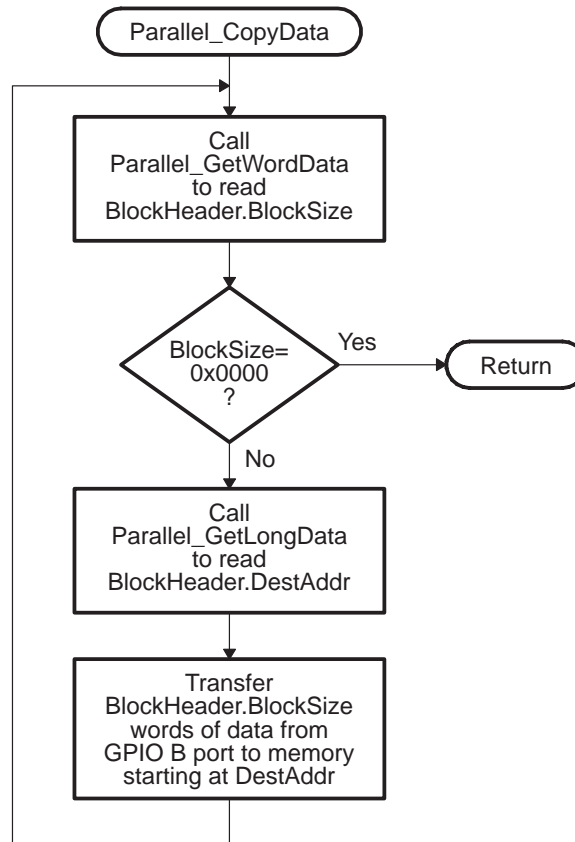 Parallel_CopyData
Call
Parallel_GetWordData
to read
BlockHeader.BlockSize
BlockSize=
0x0000
?
Yes
Return
No
Call
Parallel_GetLongData
to read
BlockHeader.DestAddr
Transfer
BlockHeader.BlockSize
words of data from
GPIO B port to memory
starting at DestAddr